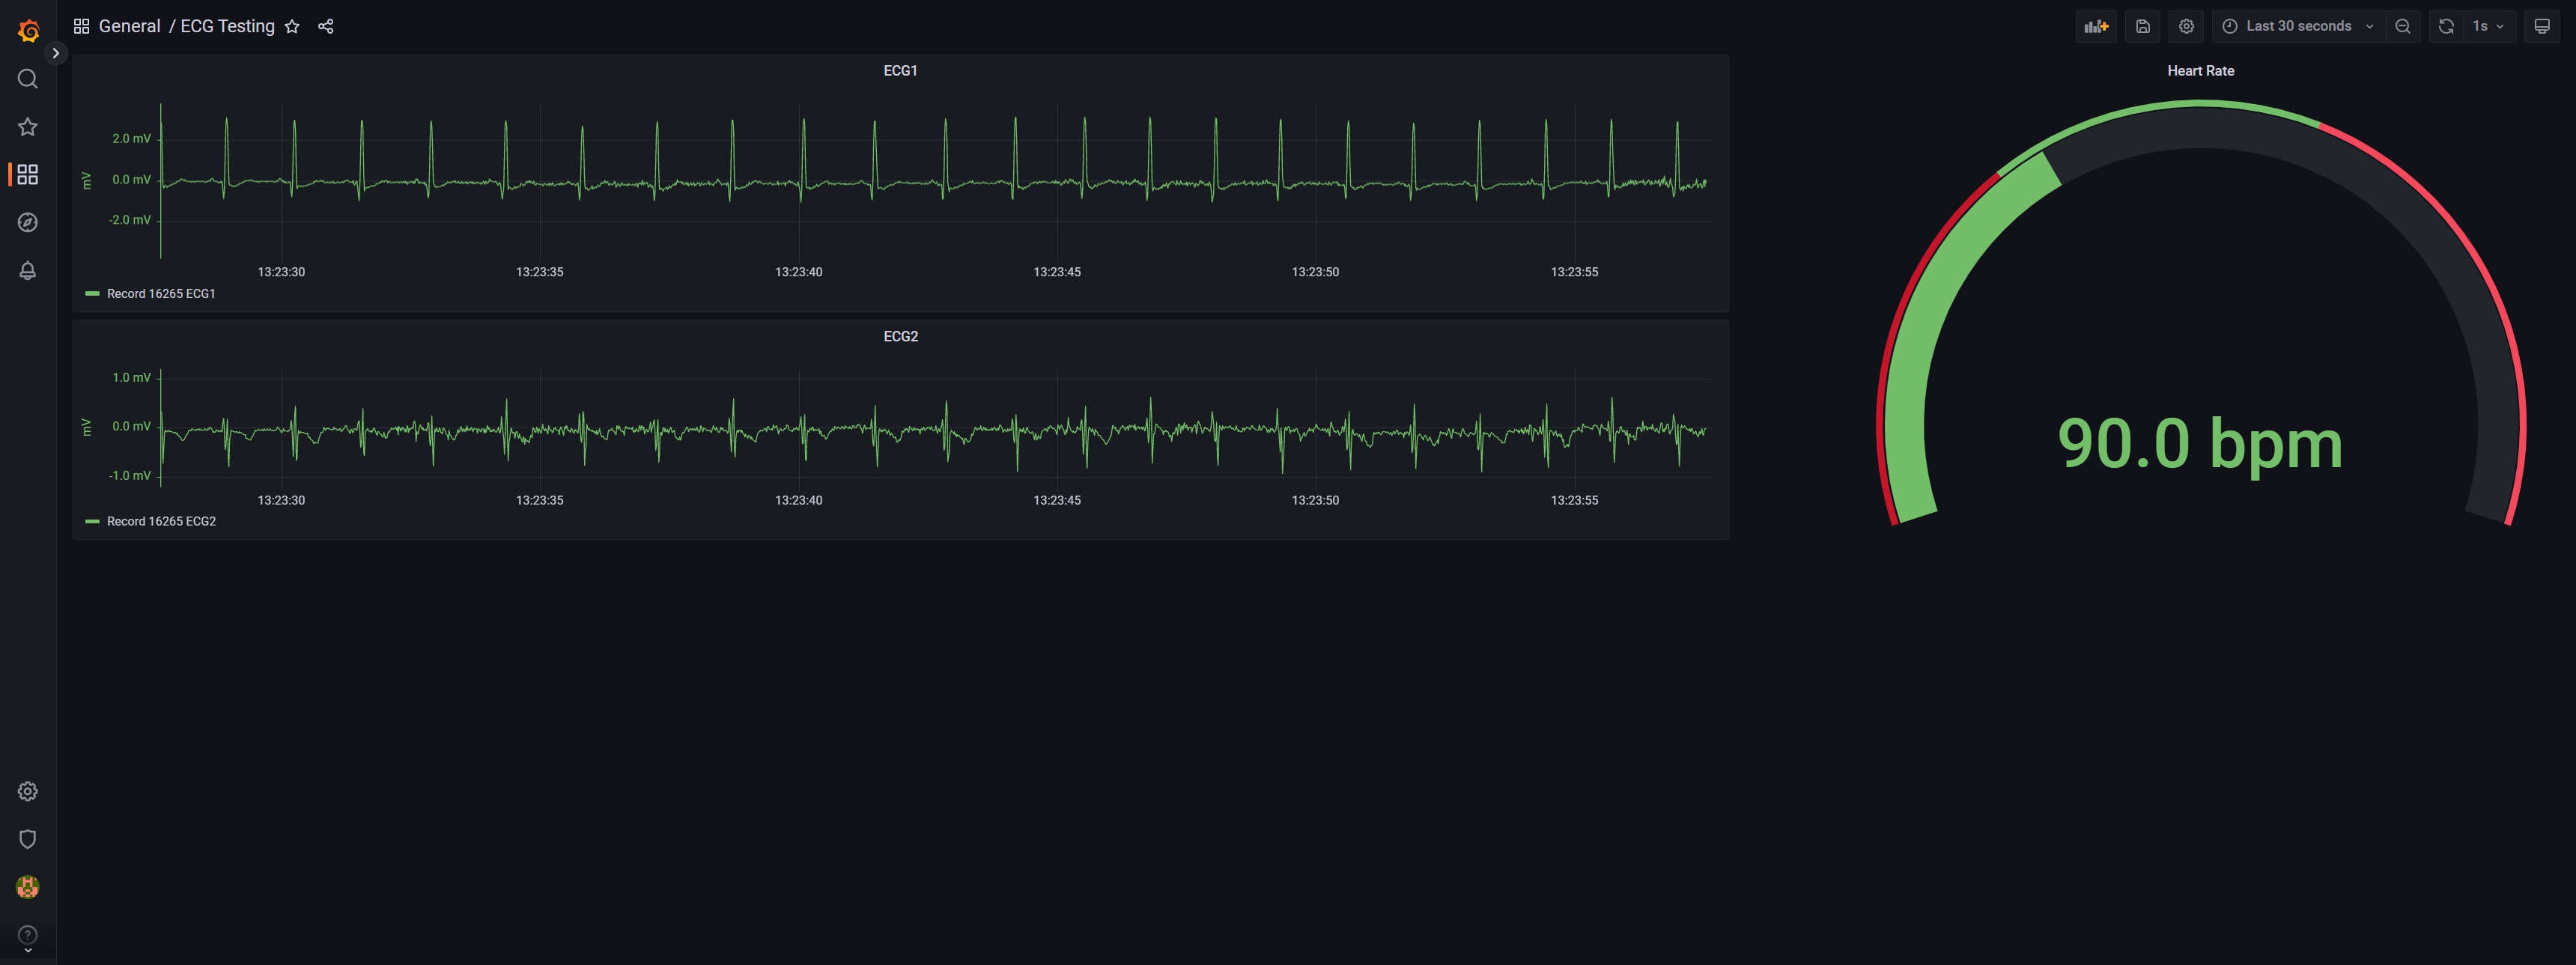 General / ECG Testing
Last 30 seconds
1s
ECG1
2.0 mV
0.0 mV
-2.0 mV
mV
13:23:30 13:23:35 13:23:40 13:23:45 13:23:50 13:23:55
Record 16265 ECG1
ECG2
1.0 mV
0.0 mV
-1.0 mV
mV
13:23:30 13:23:35 13:23:40 13:23:45 13:23:50 13:23:55
Record 16265 ECG2
Heart Rate
90.0 bpm